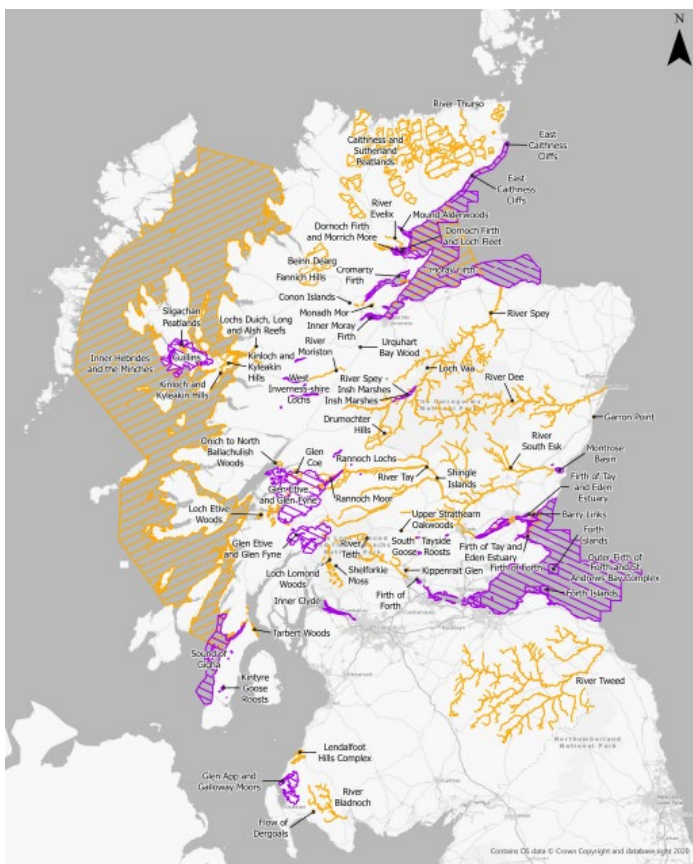 N
River Thurso
East
Caithness
Cliffs
Caithness and
Sutherland
Peatlands
East
Caithness
Cliffs
River
Evelix
Mound Alderwoods
Dornoch Firth
and Morrich More
Dornoch Firth
and Loch Fleet
Beinn Dearg
Fannich Hills
Cromarty
Firth
Moray Firth
Conon Islands
Monadh Mor
Inner Moray
Firth
River Spey
Sligachan
Peatlands
Lochs Duich, Long
and Alsh Reefs
Urquhart
Bay Wood
Cuillins
Inner Hebrides
and the Minches
Kinloch and
Kyleakin
Hills
River
Moriston
Loch Vaa
Kinloch and
Kyleakin Hills
West
Inverness-shire
Lochs
River Spey
Insh Marshes
Insh Marshes
River Dee
National Park
Drumochter
Hills
Garron Point
Onich to North
Ballachulish
Woods
Glen
Coe
Rannoch Lochs
River
South Esk
Montrose
Basin
River Tay
Shingle
Islands
Glen Etive
and Glen Fyne
Rannoch Moor
Firth of Tay
and Eden
Estuary
Loch Etive
Woods
Upper Strathearn
Oakwoods
Barry Links
Forth
Islands
Glen Etive
and Glen Fyne
River
Teith
South Tayside
Goose Roosts
Firth of Tay and
Eden Estuary
Firth of Forth
Outer Firth of
Forth and St
Andrews Bay Complex
Loch Lomond
Woods
Shelforkie
Moss
Kippenrait Glen
Forth Islands
Inner Clyde
Firth of
Forth
Tarbert Woods
Sound of
Gigha
Kintyre
Goose
Roosts
River Tweed
Northumberland
National Park
Lendalfoot
Hills Complex
Glen App and
Galloway Moors
River
Bladnoch
Flow of
Dergoals
Contains OS data © Crown Copyright and database right 2020